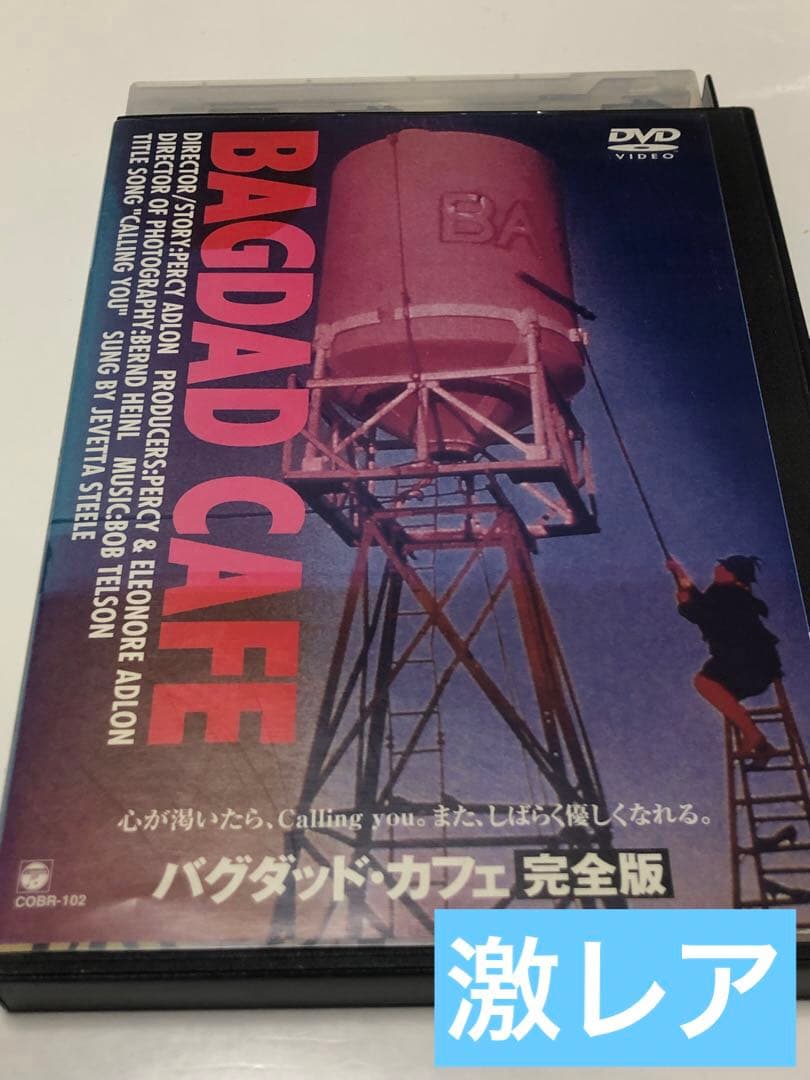 DVD
VIDEO
BA
BAGDAD CAFE
DIRECTOR/STORY:PERCY ADLON PRODUCERS:PERCY & ELEONORE ADLON
DIRECTOR OF PHOTOGRAPHY:BERND HEINL MUSIC:BOB TELSON
TITLE SONG "CALLING YOU" SUNG BY JEVETTA STEELE
心が渇いたら、Calling you。また、しばらく優しくなれる。
バグダッド・カフェ 完全版
COBR-102
激レア